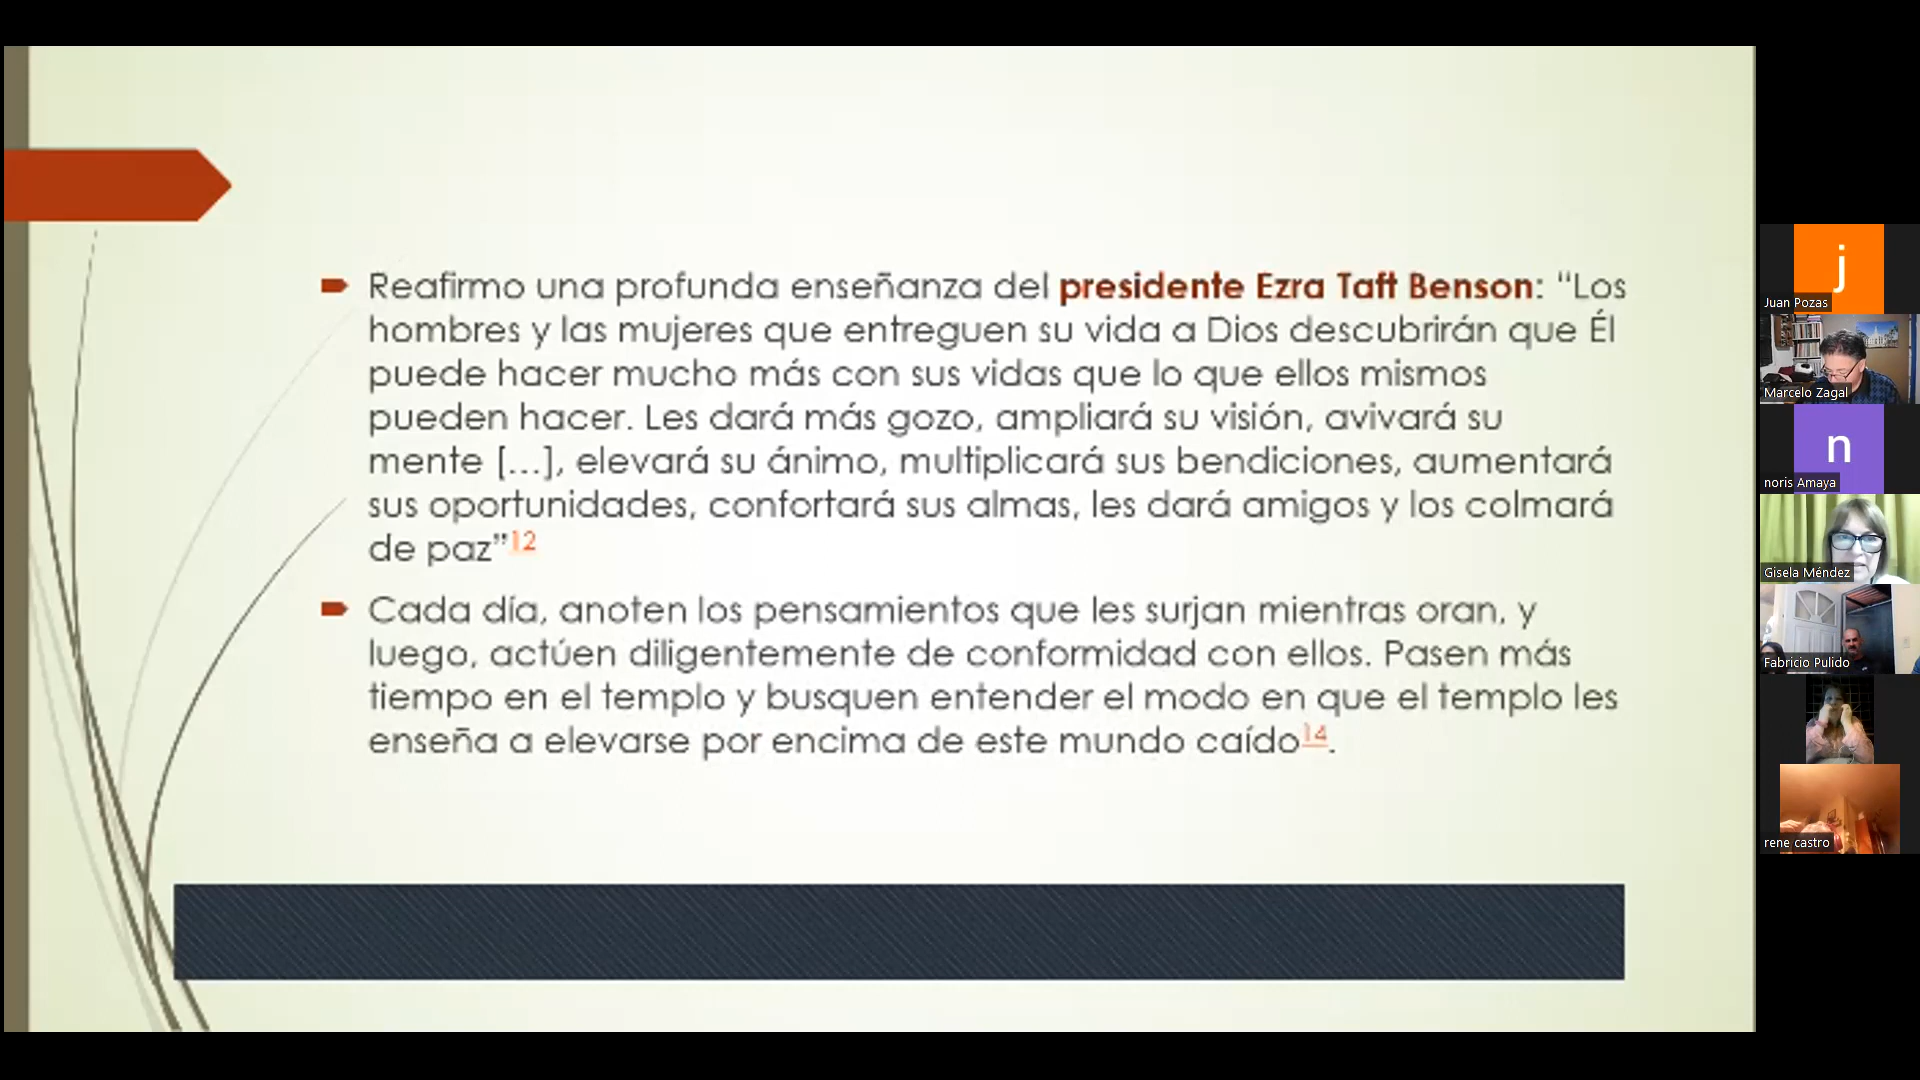 Reafirmo una profunda enseñanza del presidente Ezra Taft Benson: “Los
hombres y las mujeres que entreguen su vida a Dios descubrirán que Él
puede hacer mucho más con sus vidas que lo que ellos mismos
pueden hacer. Les dará más gozo, ampliará su visión, avivará su
mente [...], elevará su ánimo, multiplicará sus bendiciones, aumentará
sus oportunidades, confortará sus almas, les dará amigos y los colmará
de paz”12
Cada día, anoten los pensamientos que les surjan mientras oran, y
luego, actúen diligentemente de conformidad con ellos. Pasen más
tiempo en el templo y busquen entender el modo en que el templo les
enseña a elevarse por encima de este mundo caído14.
j
Juan Pozas
Marcelo Zagal
n
noris Amaya
Gisela Méndez
Fabricio Pulido
rene castro